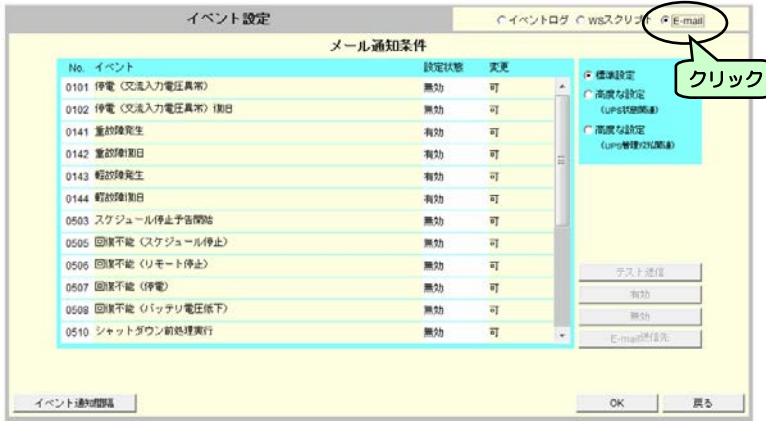 イベント設定
イベントログ WSスクリプト E-mail
クリック
メール通知条件
No. イベント 設定状態 変更
0101 停電（交流入力電圧異常） 無効 可
0102 停電（交流入力電圧異常）復旧 無効 可
0141 重故障発生 有効 可
0142 重故障復旧 有効 可
0143 軽故障発生 有効 可
0144 軽故障復旧 有効 可
0503 スケジュール停止予告開始 無効 可
0505 回復不能（スケジュール停止） 無効 可
0506 回復不能（リモート停止） 無効 可
0507 回復不能（停電） 無効 可
0508 回復不能（バッテリ電圧低下） 無効 可
0510 シャットダウン前処理実行 無効 可
標準設定
高度な設定
（UPS状態関連）
高度な設定
（UPS管理ｼｽﾃﾑ関連）
テスト送信
有効
無効
E-mail送信先
イベント通知間隔
OK 戻る